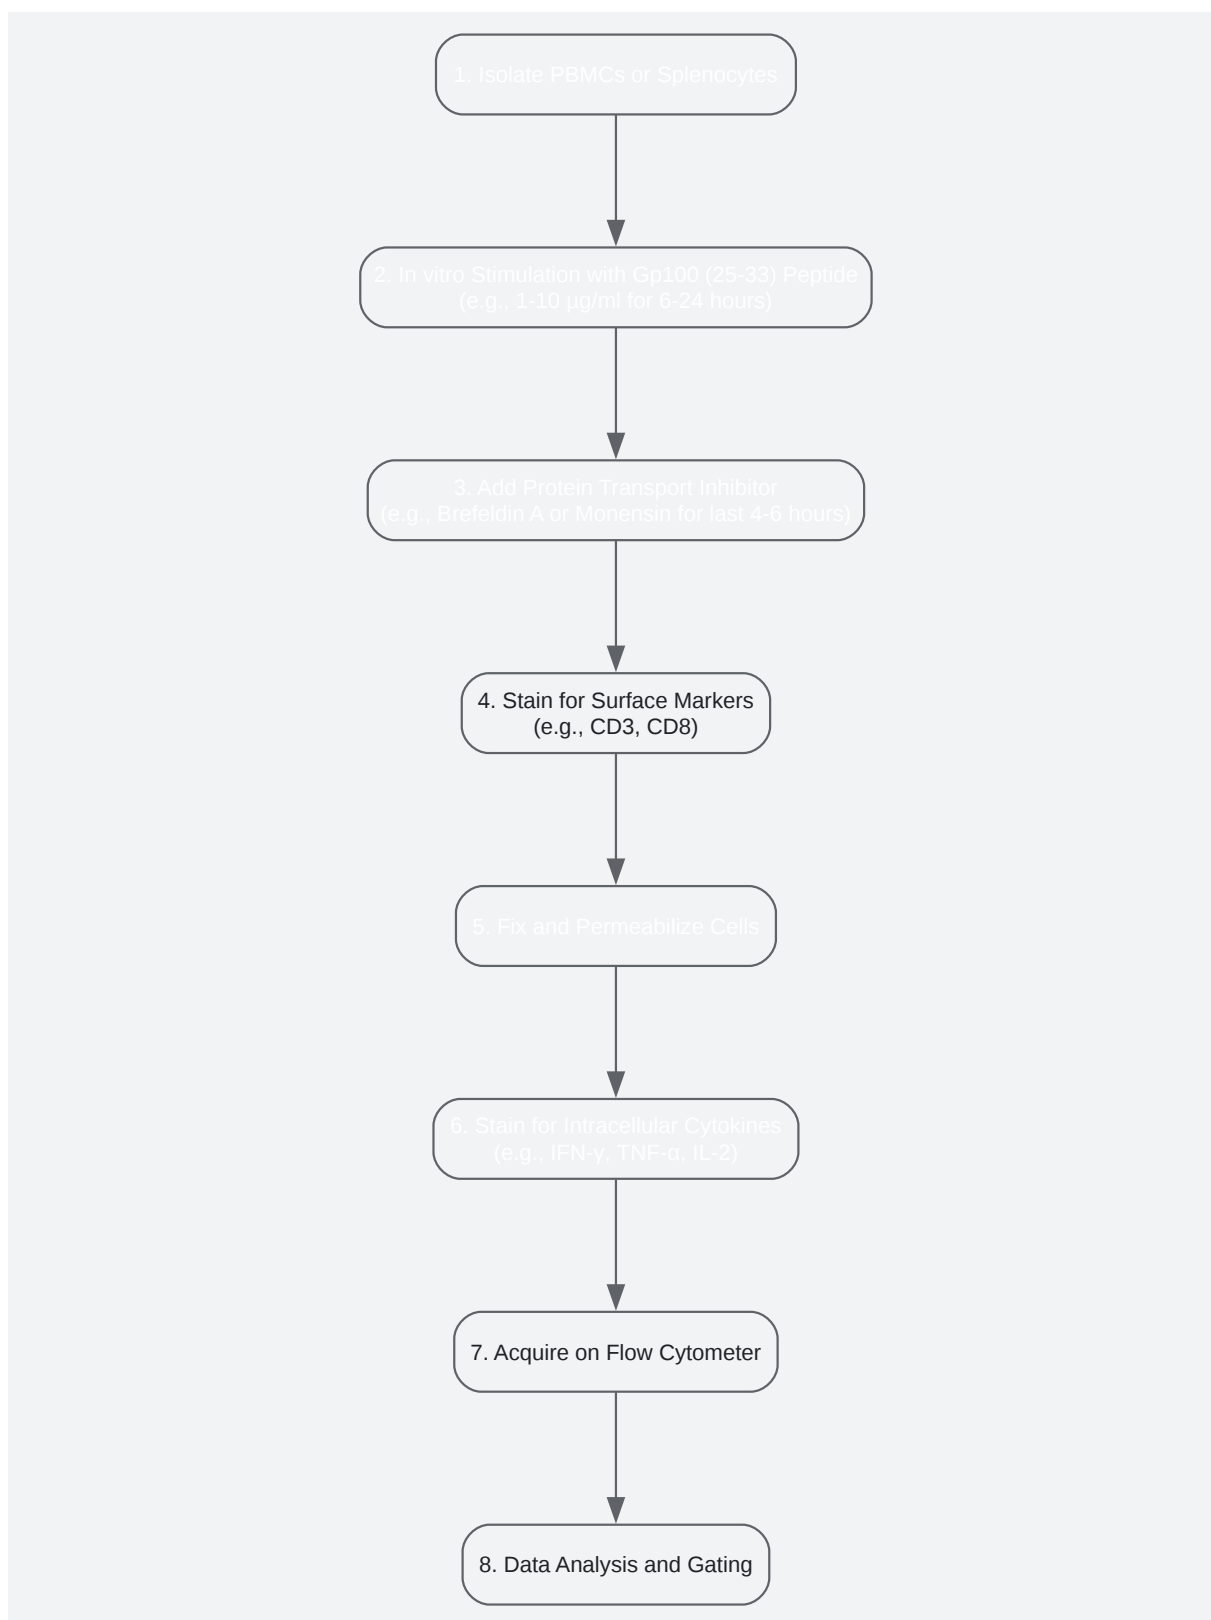 1. Isolate PBMCs or Splenocytes
2. In vitro Stimulation with Gp100 (25-33) Peptide
(e.g., 1-10 µg/ml for 6-24 hours)
3. Add Protein Transport Inhibitor
(e.g., Brefeldin A or Monensin for last 4-6 hours)
4. Stain for Surface Markers
(e.g., CD3, CD8)
5. Fix and Permeabilize Cells
6. Stain for Intracellular Cytokines
(e.g., IFN-γ, TNF-α, IL-2)
7. Acquire on Flow Cytometer
8. Data Analysis and Gating